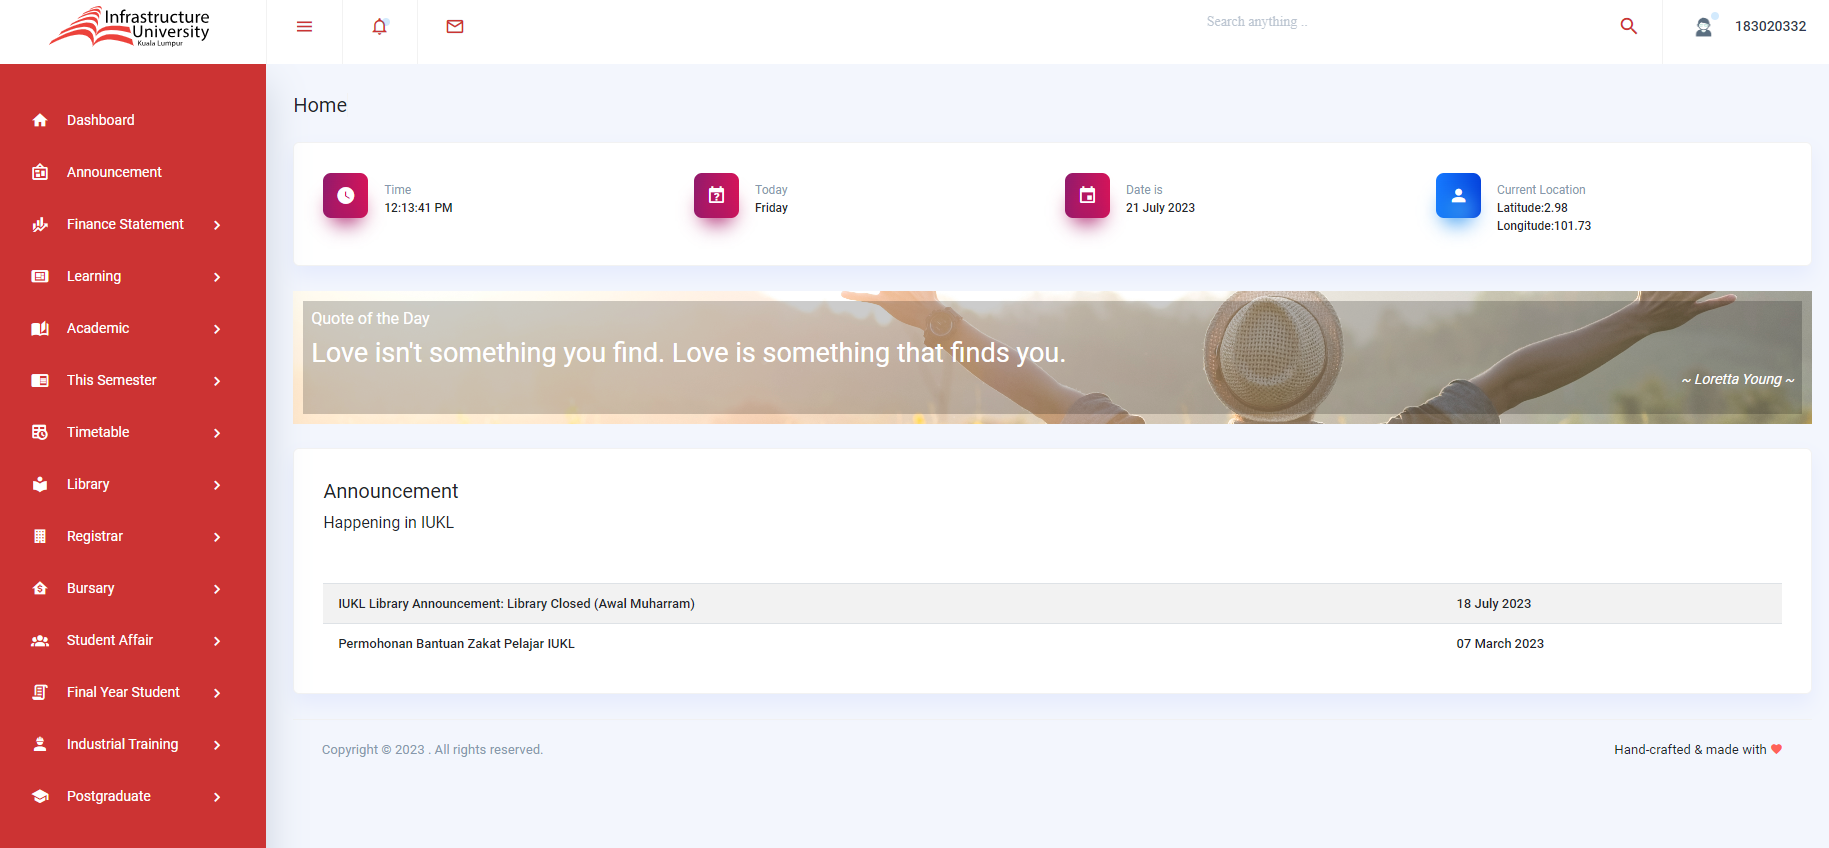 Infrastructure
University
Kuala Lumpur
Search anything ..
183020332
Dashboard
Announcement
Finance Statement
Learning
Academic
This Semester
Timetable
Library
Registrar
Bursary
Student Affair
Final Year Student
Industrial Training
Postgraduate
Home
Time
12:13:41 PM
Today
Friday
Date is
21 July 2023
Current Location
Latitude:2.98
Longitude:101.73
Quote of the Day
Love isn't something you find. Love is something that finds you.
~ Loretta Young ~
Announcement
Happening in IUKL
IUKL Library Announcement: Library Closed (Awal Muharram) 18 July 2023
Permohonan Bantuan Zakat Pelajar IUKL 07 March 2023
Copyright © 2023 . All rights reserved.
Hand-crafted & made with